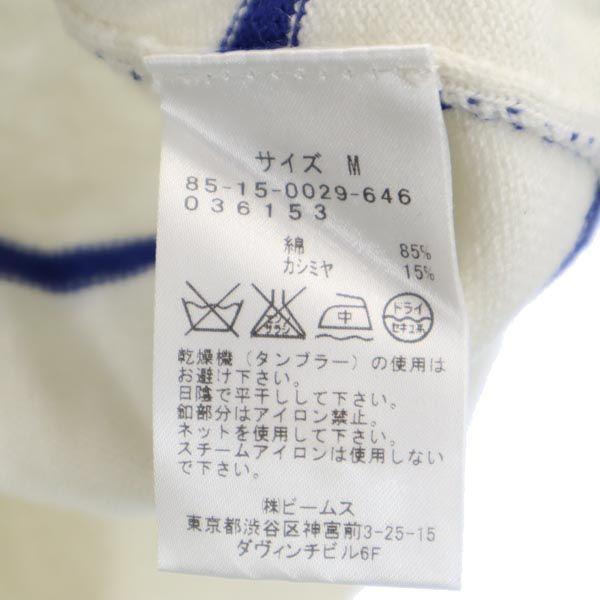 サイズ M
85-15-0029-646
036153
綿 85%
カシミヤ 15%
エンソ サラシ 中 ドライ セキユ系
乾燥機（タンブラー）の使用は
お避け下さい。
日陰で平干しして下さい。
釦部分はアイロン禁止。
ネットを使用して下さい。
スチームアイロンは使用しない
で下さい。
㈱ビームス
東京都渋谷区神宮前3-25-15
ダヴィンチビル6F